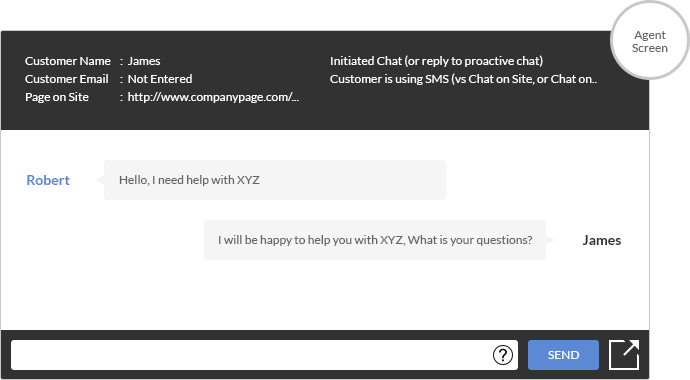 Agent
Screen
Customer Name : James
Initiated Chat (or reply to proactive chat)
Customer Email : Not Entered
Customer is using SMS (vs Chat on Site, or Chat on..
Page on Site : http://www.companypage.com/...
Robert
Hello, I need help with XYZ
I will be happy to help you with XYZ, What is your questions?
James
?
SEND